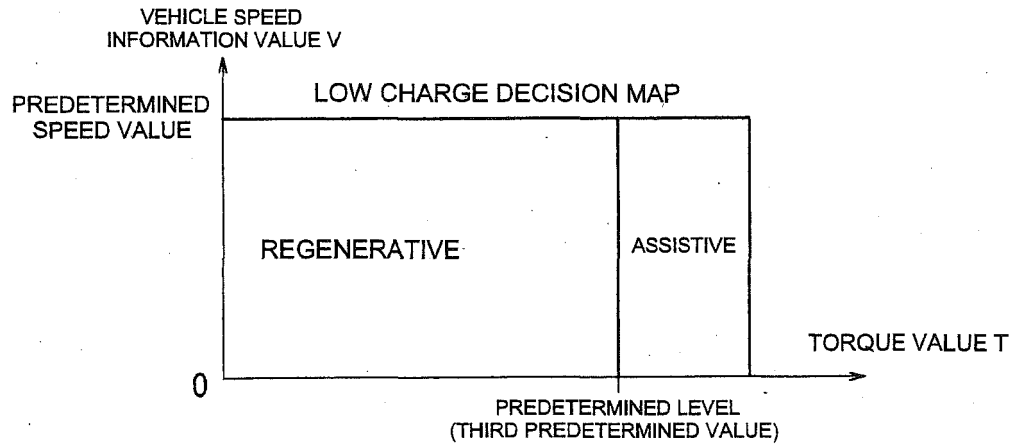 VEHICLE SPEED
INFORMATION VALUE V
LOW CHARGE DECISION MAP
PREDETERMINED
SPEED VALUE
REGENERATIVE
ASSISTIVE
TORQUE VALUE T
0
PREDETERMINED LEVEL
(THIRD PREDETERMINED VALUE)